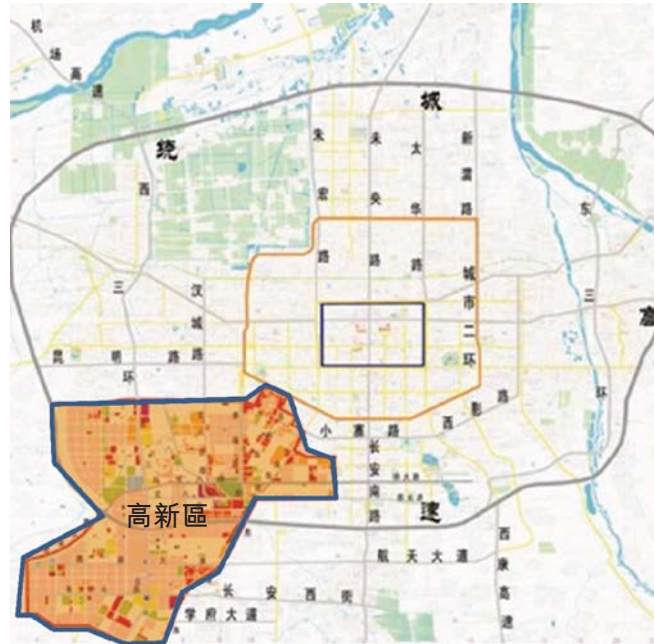 机场高速
绕城高速
朱宏路
未央路
太华路
新灞路
西三环
汉城路
昆明路
城市二环
东三环
小寨路
西影路
长安南路
高新區
航天大道
西康高速
长安西街
学府大道